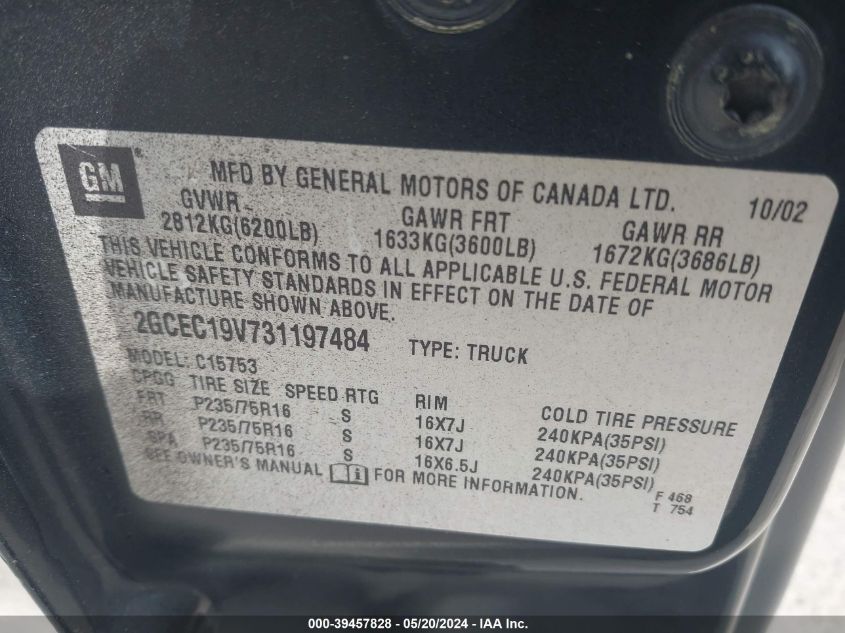 GM
MFD BY GENERAL MOTORS OF CANADA LTD. 10/02
GVWR GAWR FRT GAWR RR
2812KG(6200LB) 1633KG(3600LB) 1672KG(3686LB)
THIS VEHICLE CONFORMS TO ALL APPLICABLE U.S. FEDERAL MOTOR
VEHICLE SAFETY STANDARDS IN EFFECT ON THE DATE OF
MANUFACTURE SHOWN ABOVE.
2GCEC19V731197484 TYPE: TRUCK
MODEL: C15753
TIRE SIZE SPEED RTG RIM COLD TIRE PRESSURE
FRT P235/75R16 S 16X7J 240KPA(35PSI)
RR P235/75R16 S 16X7J 240KPA(35PSI)
SPA P235/75R16 S 16X6.5J 240KPA(35PSI)
SEE OWNER'S MANUAL FOR MORE INFORMATION.
F 468
T 754
000-39457828 - 05/20/2024 - IAAI.com